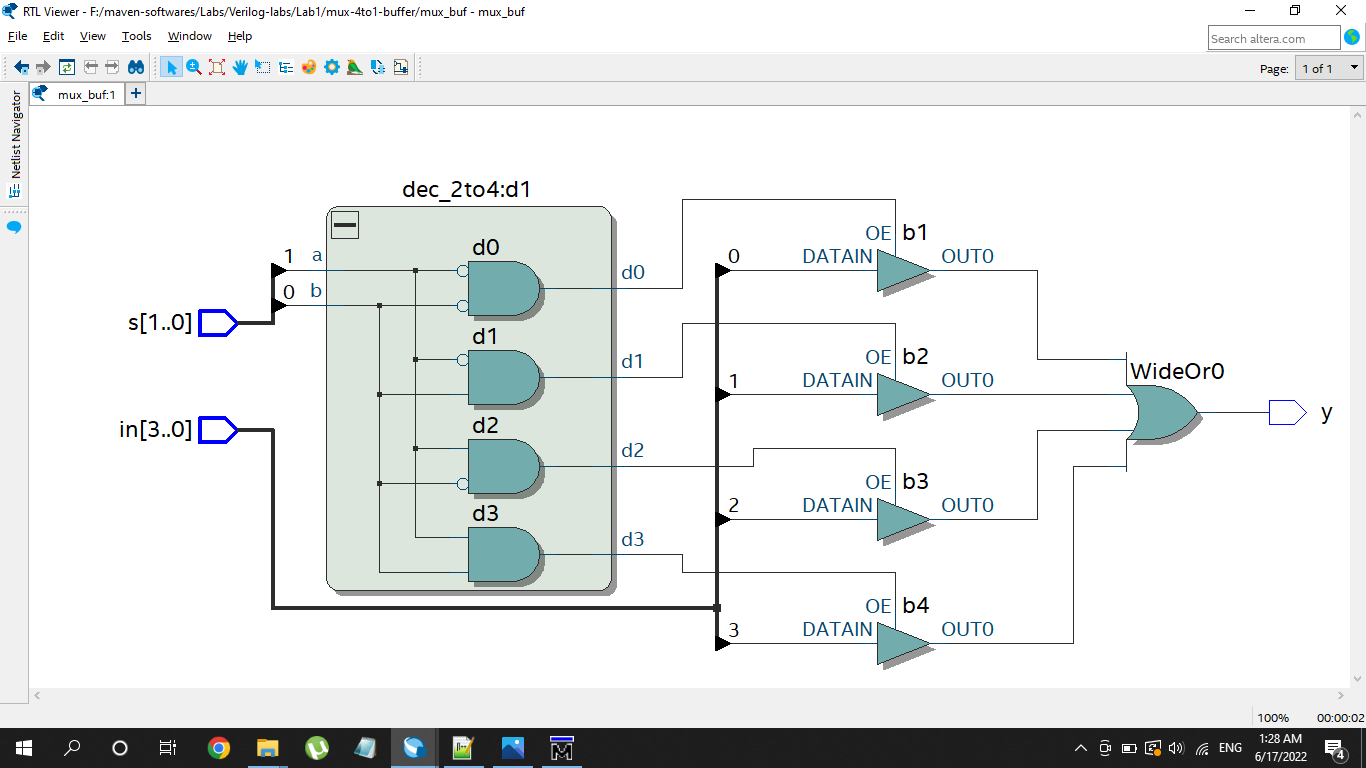 RTL Viewer - F:/maven-softwares/Labs/Verilog-labs/Lab1/mux-4to1-buffer/mux_buf - mux_buf
File Edit View Tools Window Help
Search altera.com
Page: 1 of 1
mux_buf:1
Netlist Navigator
dec_2to4:d1
1 a
0 b
s[1..0]
in[3..0]
d0
d0
d1
d1
d2
d2
d3
d3
0 DATAIN OE b1 OUT0
1 DATAIN OE b2 OUT0
2 DATAIN OE b3 OUT0
3 DATAIN OE b4 OUT0
WideOr0
y
100% 00:00:02
ENG
1:28 AM
6/17/2022
4